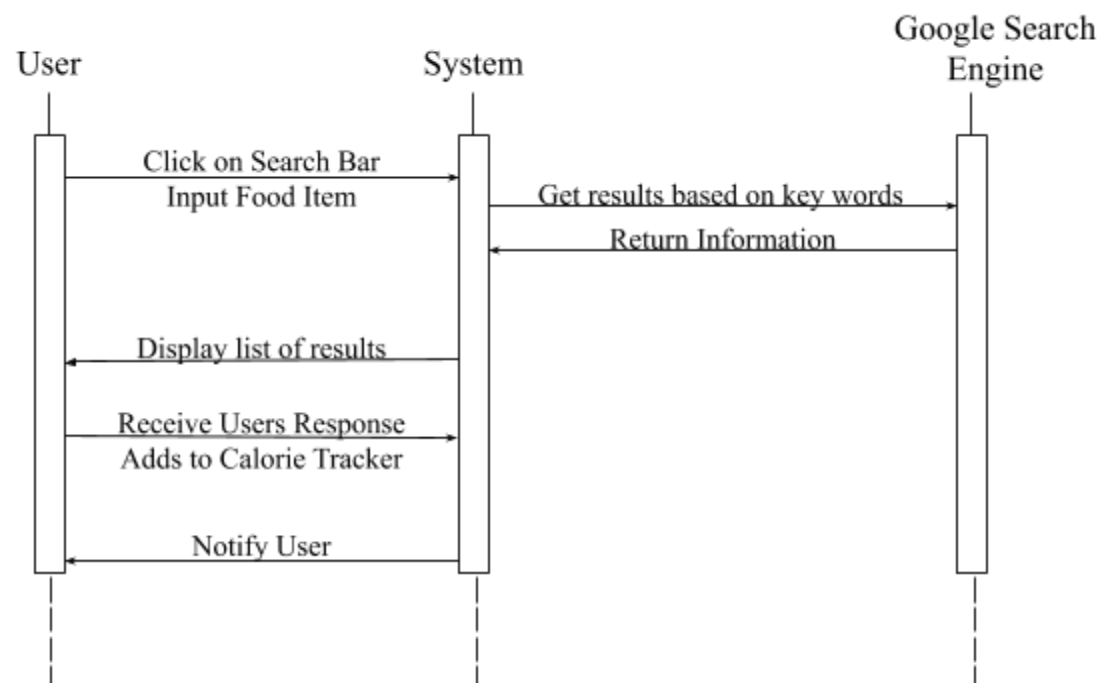 User
System
Google Search
Engine
Click on Search Bar
Input Food Item
Get results based on key words
Return Information
Display list of results
Receive Users Response
Adds to Calorie Tracker
Notify User